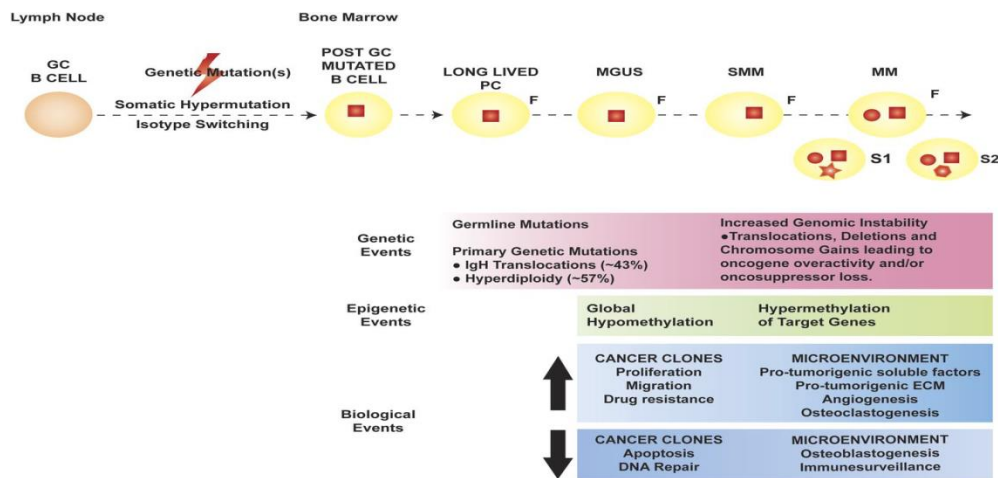 Lymph Node
Bone Marrow
GC
B CELL
Genetic Mutation(s)
Somatic Hypermutation
Isotype Switching
POST GC
MUTATED
B CELL
LONG LIVED
PC
F
MGUS
F
SMM
F
MM
F
S1
S2
Genetic
Events
Germline Mutations
Primary Genetic Mutations
● IgH Translocations (~43%)
● Hyperdiploidy (~57%)
Increased Genomic Instability
●Translocations, Deletions and
Chromosome Gains leading to
oncogene overactivity and/or
oncosuppressor loss.
Epigenetic
Events
Global
Hypomethylation
Hypermethylation
of Target Genes
Biological
Events
CANCER CLONES
Proliferation
Migration
Drug resistance
MICROENVIRONMENT
Pro-tumorigenic soluble factors
Pro-tumorigenic ECM
Angiogenesis
Osteoclastogenesis
CANCER CLONES
Apoptosis
DNA Repair
MICROENVIRONMENT
Osteoblastogenesis
Immunesurveillance